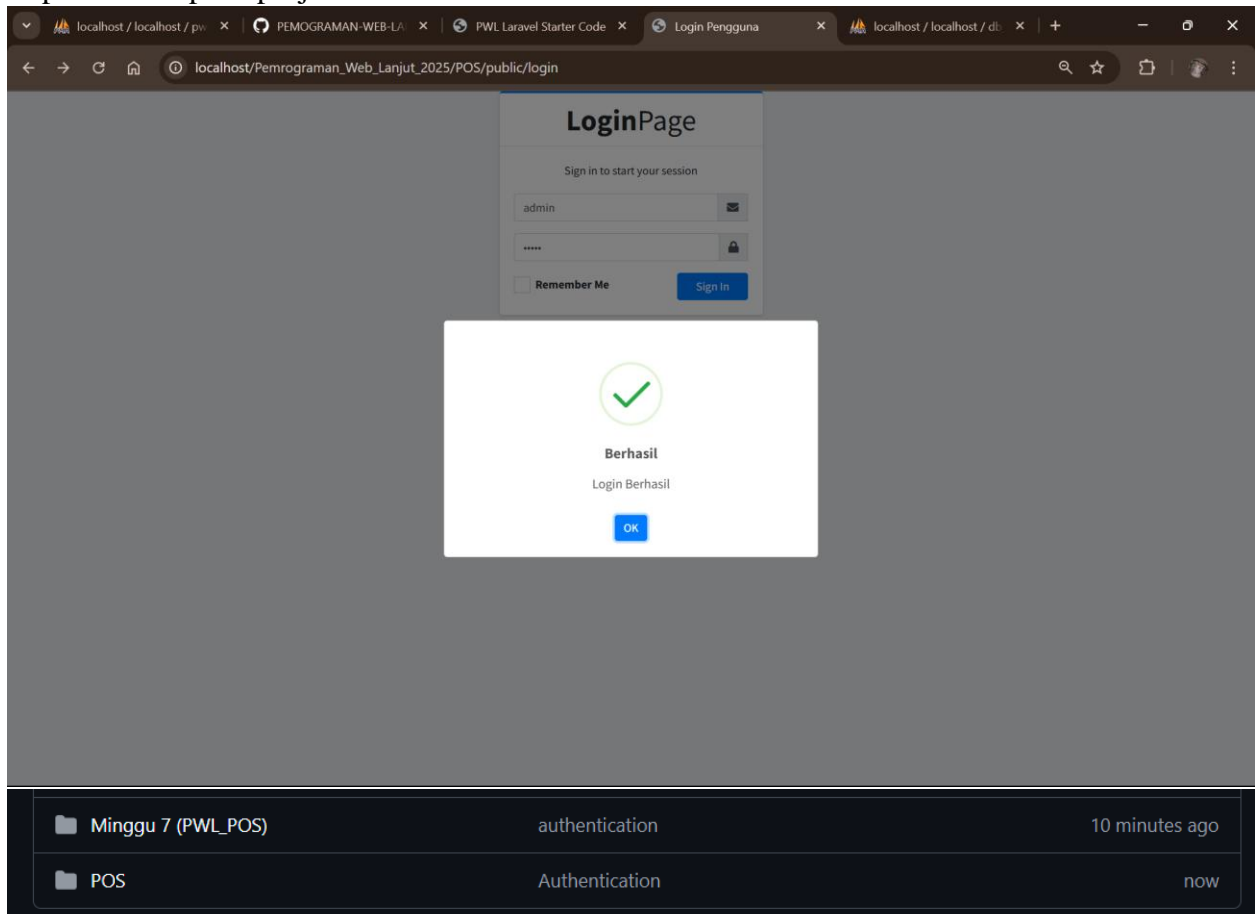 localhost / localhost / pw
PEMOGRAMAN-WEB-LA
PWL Laravel Starter Code
Login Pengguna
localhost / localhost / db
localhost/Pemrograman_Web_Lanjut_2025/POS/public/login
LoginPage
Sign in to start your session
admin
•••••
Remember Me
Sign In
Berhasil
Login Berhasil
OK
Minggu 7 (PWL_POS) authentication 10 minutes ago
POS Authentication now